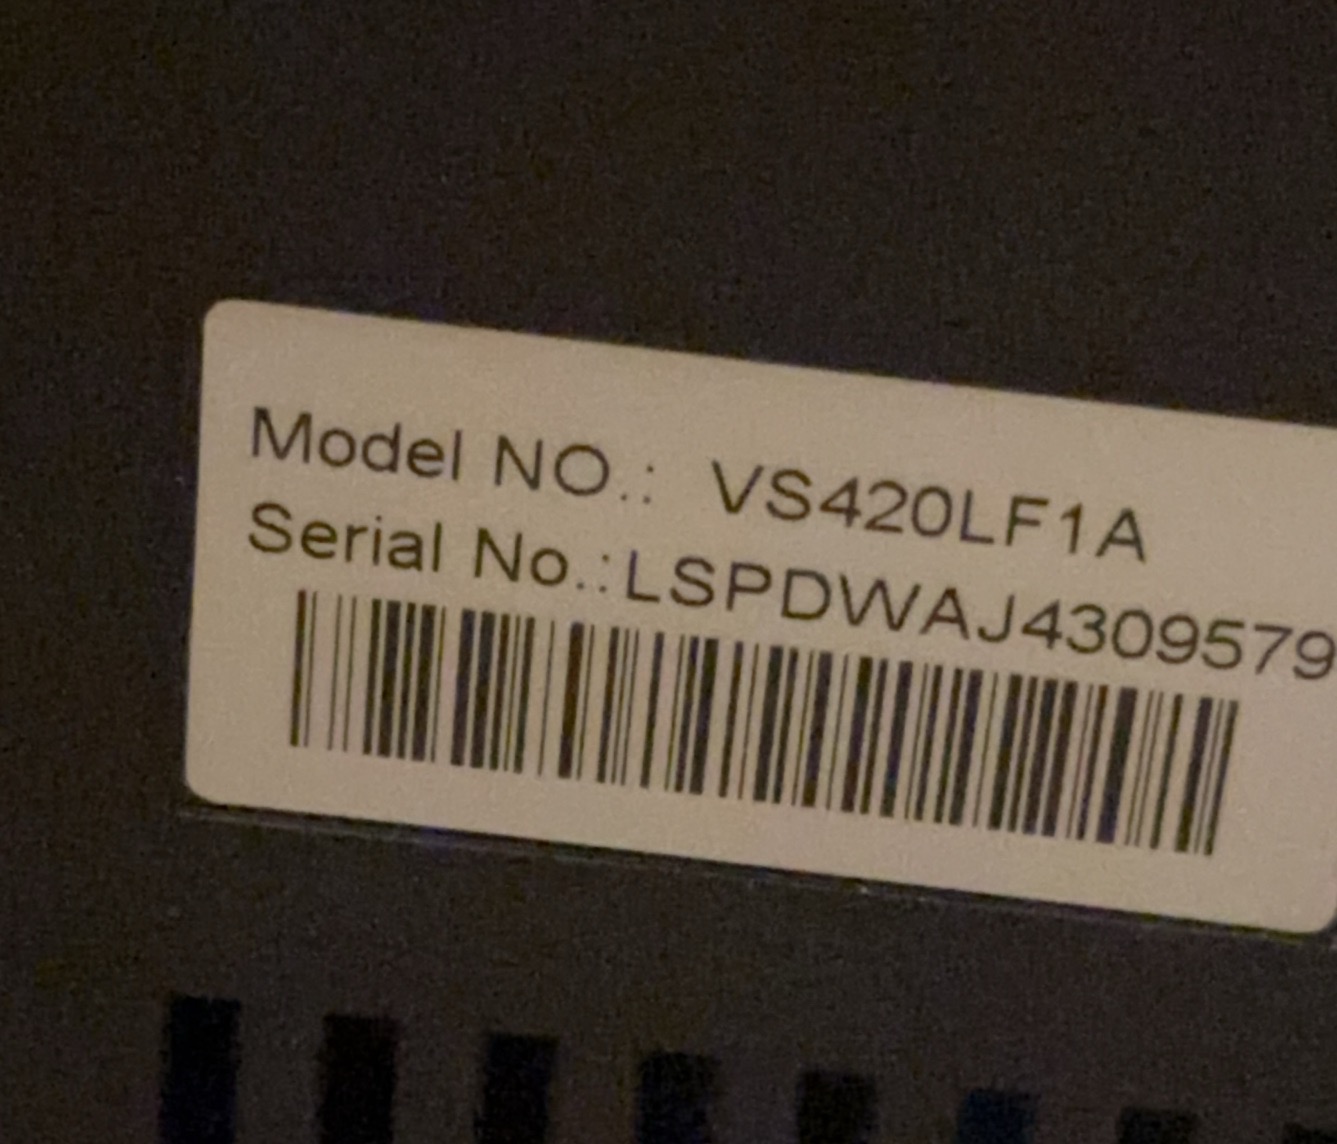 Model NO.: VS420LF1A
Serial No.:LSPDWAJ4309579